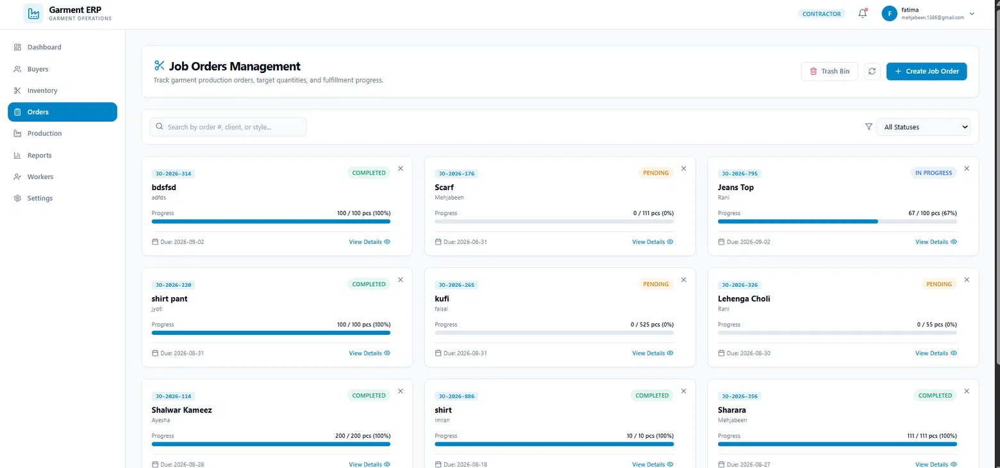 Garment ERP
GARMENT OPERATIONS
CONTRACTOR
F
fatima
mehjabeen.1386@gmail.com
Dashboard
Buyers
Inventory
Orders
Production
Reports
Workers
Settings
Job Orders Management
Track garment production orders, target quantities, and fulfillment progress.
Trash Bin
+ Create Job Order
Search by order #, client, or style...
All Statuses
JO-2026-314
COMPLETED
bdsfsd
adfds
Progress 100 / 100 pcs (100%)
Due: 2026-09-02 View Details
JO-2026-176
PENDING
Scarf
Mehjabeen
Progress 0 / 111 pcs (0%)
Due: 2026-08-31 View Details
JO-2026-795
IN PROGRESS
Jeans Top
Rani
Progress 67 / 100 pcs (67%)
Due: 2026-09-02 View Details
JO-2026-220
COMPLETED
shirt pant
jyoti
Progress 100 / 100 pcs (100%)
Due: 2026-08-31 View Details
JO-2026-265
PENDING
kufi
faisal
Progress 0 / 525 pcs (0%)
Due: 2026-08-31 View Details
JO-2026-326
PENDING
Lehenga Choli
Rani
Progress 0 / 55 pcs (0%)
Due: 2026-08-30 View Details
JO-2026-114
COMPLETED
Shalwar Kameez
Ayesha
Progress 200 / 200 pcs (100%)
Due: 2026-08-28 View Details
JO-2026-886
COMPLETED
shirt
imran
Progress 10 / 10 pcs (100%)
Due: 2026-08-18 View Details
JO-2026-356
COMPLETED
Sharara
Mehjabeen
Progress 111 / 111 pcs (100%)
Due: 2026-08-27 View Details